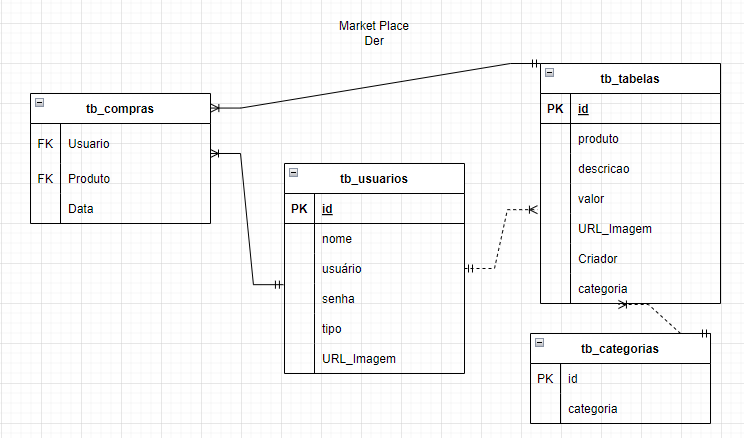 Market Place
Der
tb_compras
FK Usuario
FK Produto
Data
tb_usuarios
PK id
nome
usuário
senha
tipo
URL_Imagem
tb_tabelas
PK id
produto
descricao
valor
URL_Imagem
Criador
categoria
tb_categorias
PK id
categoria